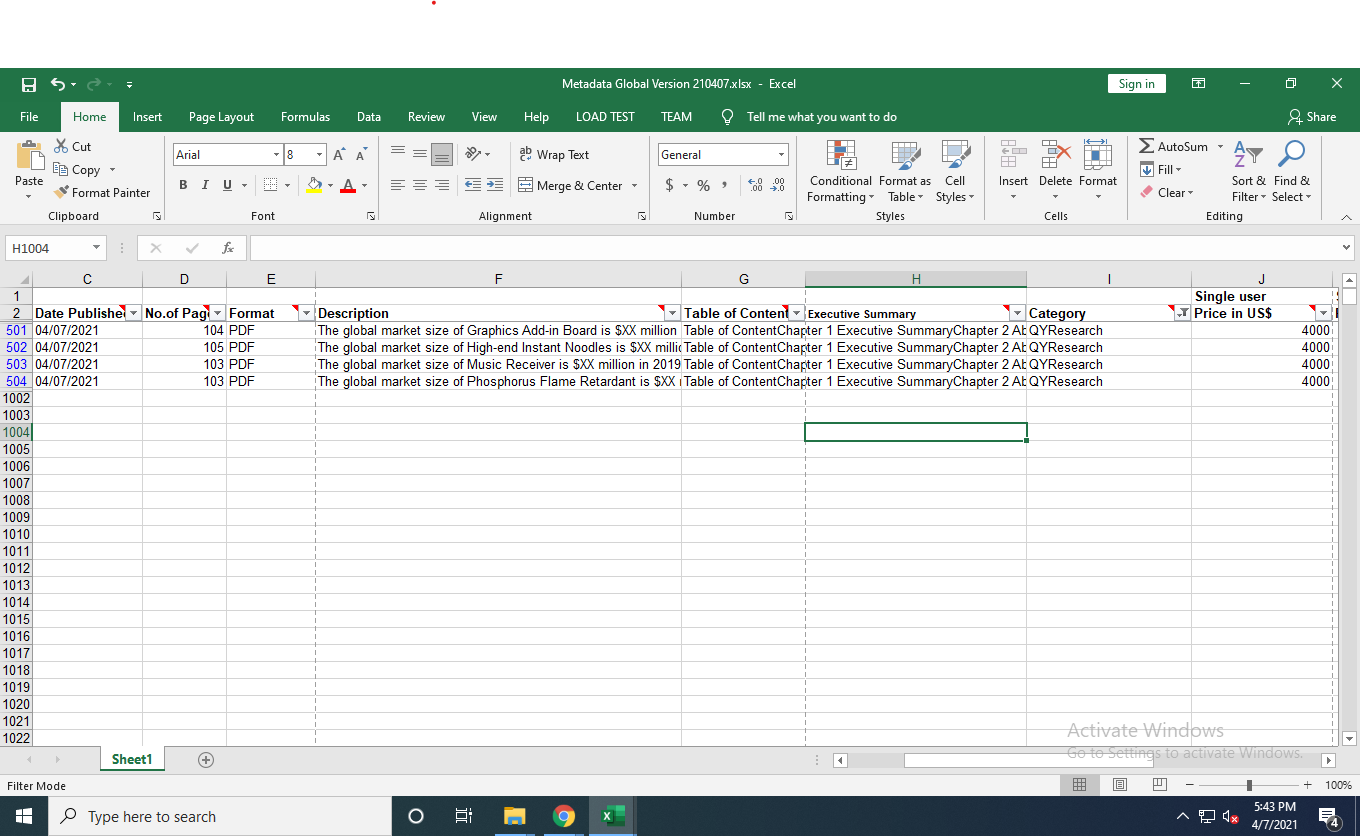 Metadata Global Version 210407.xlsx - Excel
Sign in
File Home Insert Page Layout Formulas Data Review View Help LOAD TEST TEAM Tell me what you want to do Share
Paste
Cut
Copy
Format Painter
Clipboard
Arial 8
B I U
Font
Wrap Text
Merge & Center
Alignment
General
$ % ,
Number
Conditional Formatting
Format as Table
Cell Styles
Styles
Insert Delete Format
Cells
AutoSum
Fill
Clear
Sort & Filter
Find & Select
Editing
H1004
fx
C D E F G H I J
1 Single user
2 Date Publishe No.of Pag Format Description Table of Content Executive Summary Category Price in US$
501 04/07/2021 104 PDF The global market size of Graphics Add-in Board is $XX million Table of ContentChapter 1 Executive SummaryChapter 2 Ab QYResearch 4000
502 04/07/2021 105 PDF The global market size of High-end Instant Noodles is $XX millic Table of ContentChapter 1 Executive SummaryChapter 2 Ab QYResearch 4000
503 04/07/2021 103 PDF The global market size of Music Receiver is $XX million in 2019 Table of ContentChapter 1 Executive SummaryChapter 2 Ab QYResearch 4000
504 04/07/2021 103 PDF The global market size of Phosphorus Flame Retardant is $XX Table of ContentChapter 1 Executive SummaryChapter 2 Ab QYResearch 4000
1002
1003
1004
1005
1006
1007
1008
1009
1010
1011
1012
1013
1014
1015
1016
1017
1018
1019
1020
1021
1022
Activate Windows
Go to Settings to activate Windows.
Sheet1
Filter Mode
100%
Type here to search
5:43 PM
4/7/2021
4